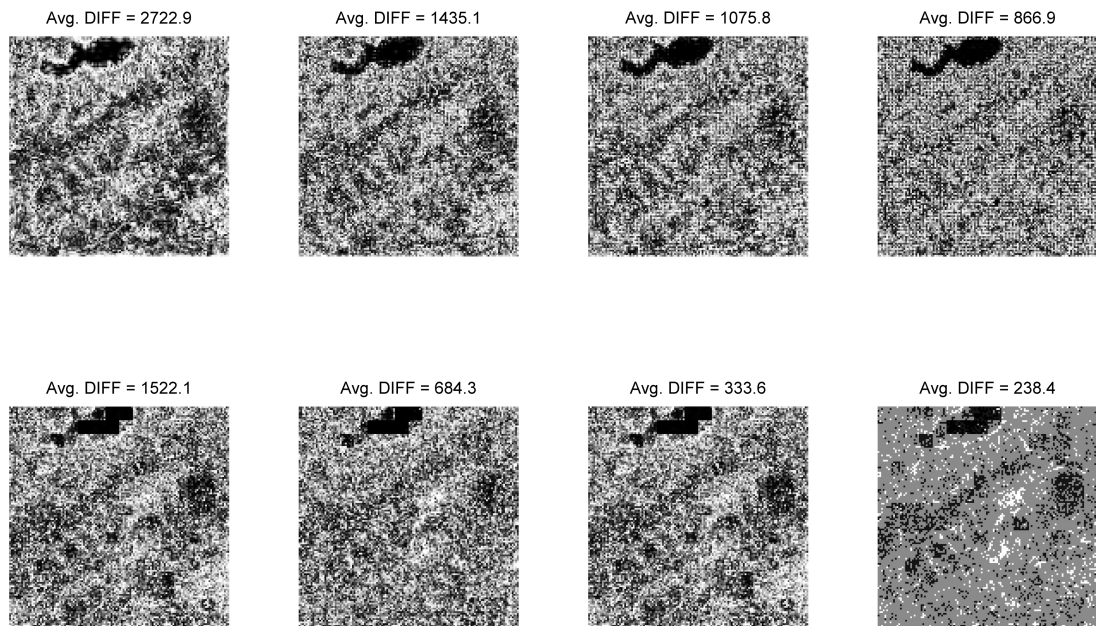 Avg. DIFF = 2722.9
Avg. DIFF = 1435.1
Avg. DIFF = 1075.8
Avg. DIFF = 866.9
Avg. DIFF = 1522.1
Avg. DIFF = 684.3
Avg. DIFF = 333.6
Avg. DIFF = 238.4